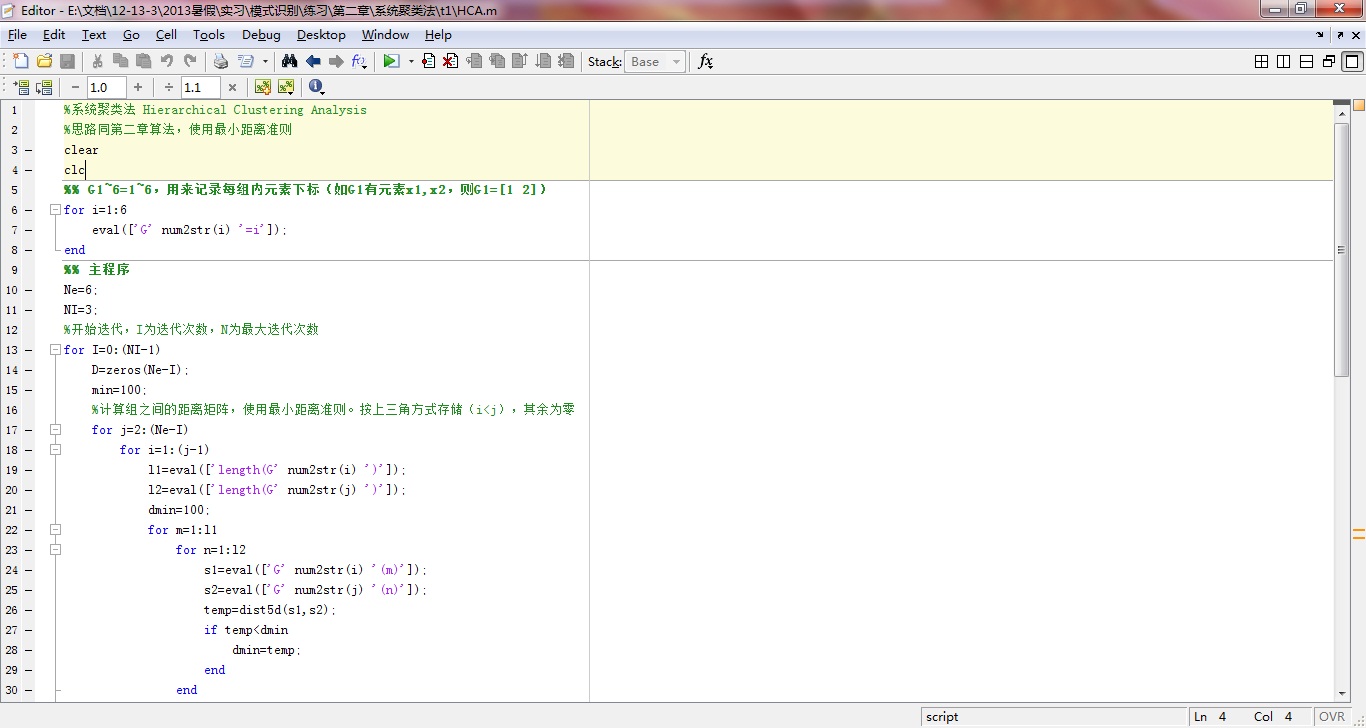 Editor - E:\文档\12-13-3\2013暑假\实习\模式识别\练习\第二章\系统聚类法\t1\HCA.m
File Edit Text Go Cell Tools Debug Desktop Window Help
Stack: Base fx
− 1.0 + ÷ 1.1 ×
1 %系统聚类法 Hierarchical Clustering Analysis
2 %思路同第二章算法，使用最小距离准则
3 – clear
4 – clc
5 %% G1~6=1~6，用来记录每组内元素下标（如G1有元素x1,x2，则G1=[1 2]）
6 – for i=1:6
7 – eval(['G' num2str(i) '=i']);
8 – end
9 %% 主程序
10 – Ne=6;
11 – NI=3;
12 %开始迭代，I为迭代次数，N为最大迭代次数
13 – for I=0:(NI-1)
14 – D=zeros(Ne-I);
15 – min=100;
16 %计算组之间的距离矩阵，使用最小距离准则。按上三角方式存储（i<j），其余为零
17 – for j=2:(Ne-I)
18 – for i=1:(j-1)
19 – l1=eval(['length(G' num2str(i) ')']);
20 – l2=eval(['length(G' num2str(j) ')']);
21 – dmin=100;
22 – for m=1:l1
23 – for n=1:l2
24 – s1=eval(['G' num2str(i) '(m)']);
25 – s2=eval(['G' num2str(j) '(n)']);
26 – temp=dist5d(s1,s2);
27 – if temp<dmin
28 – dmin=temp;
29 – end
30 – end
script Ln 4 Col 4 OVR